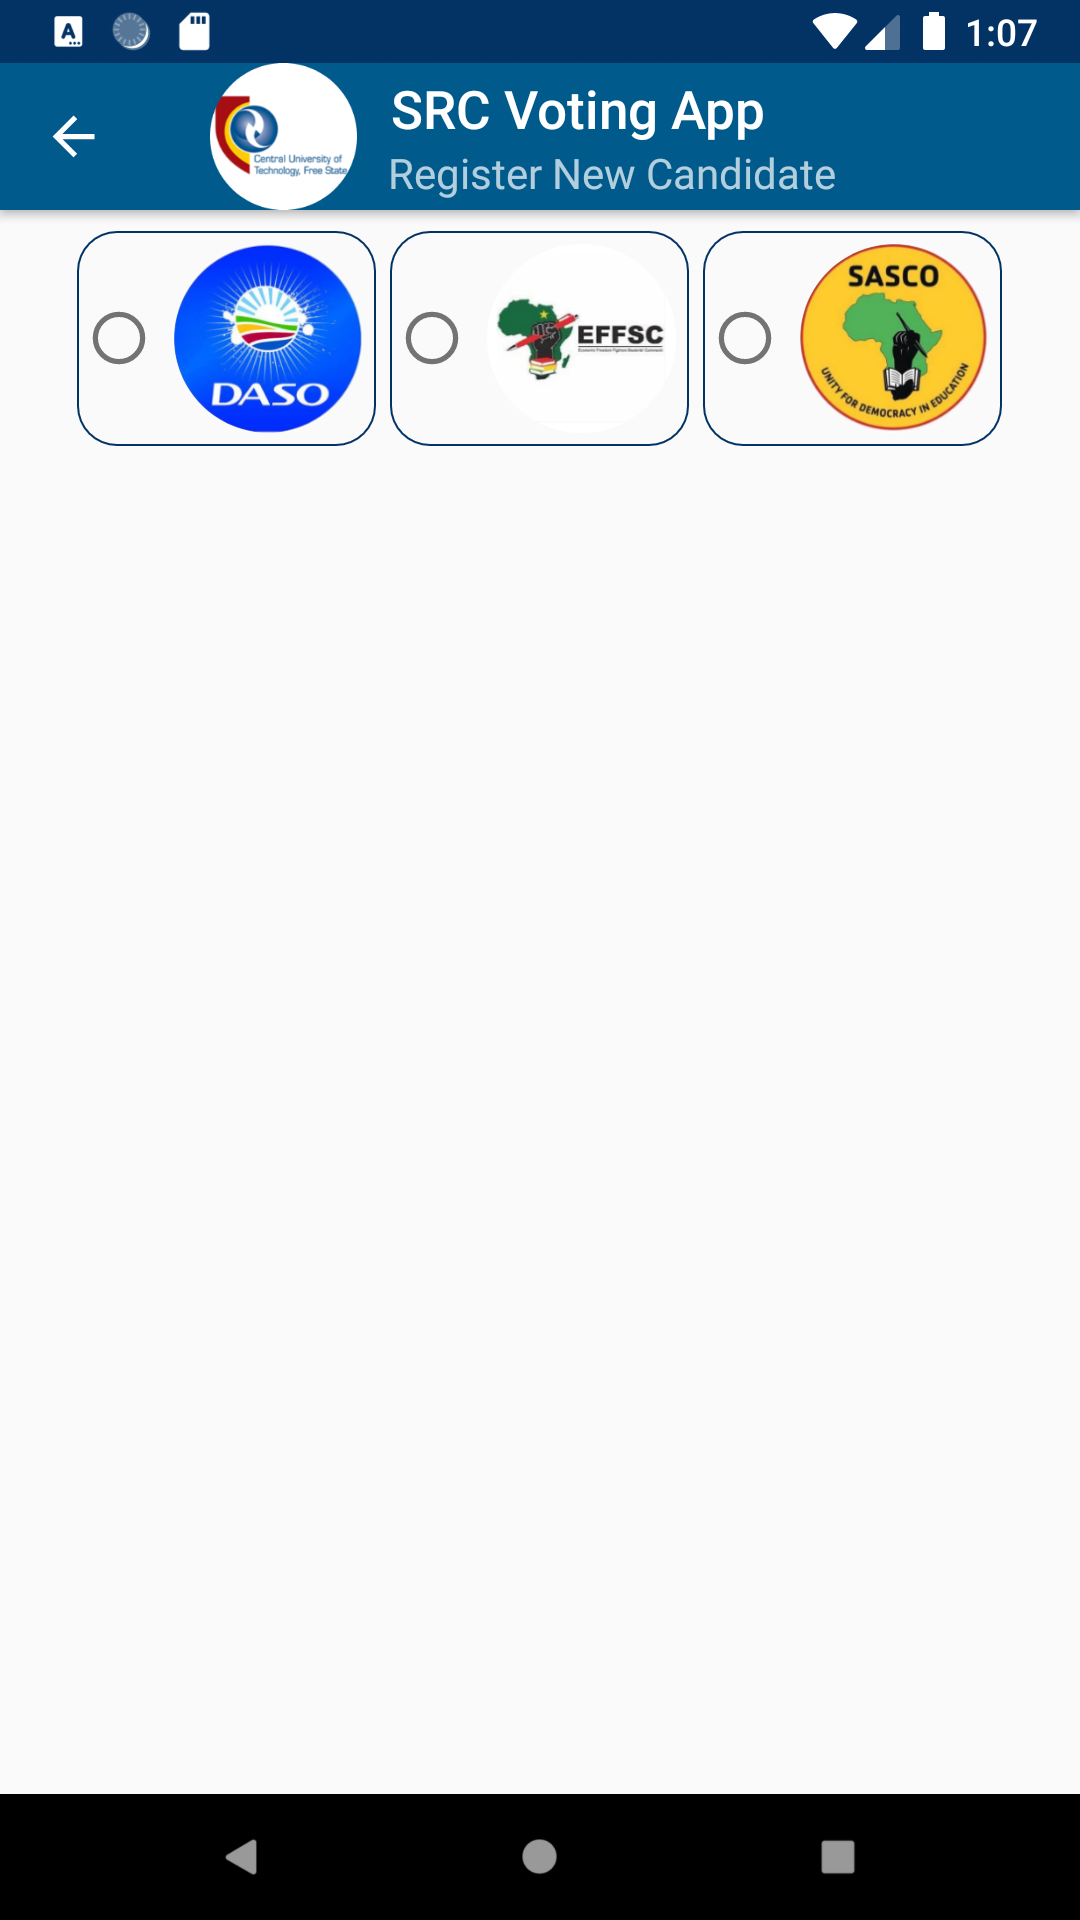 1:07
SRC Voting App
Register New Candidate
Central University of
Technology, Free State
DASO
EFFSC
SASCO
UNITY FOR DEMOCRACY IN EDUCATION
A